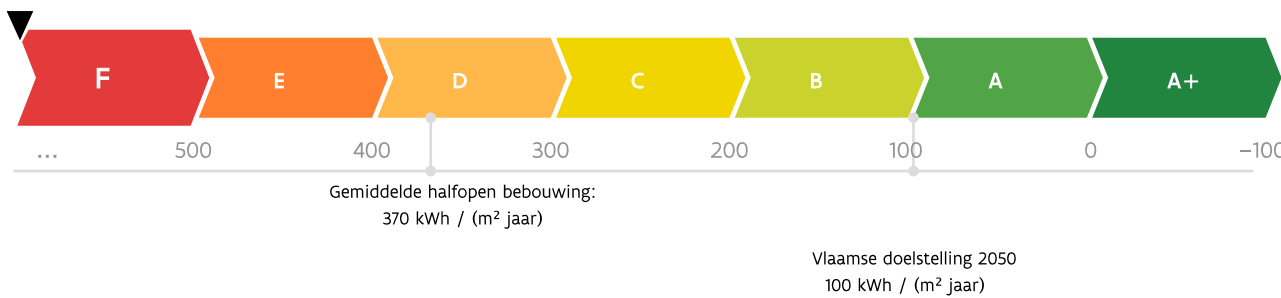 F E D C B A A+
... 500 400 300 200 100 0 −100
Gemiddelde halfopen bebouwing:
370 kWh / (m² jaar)
Vlaamse doelstelling 2050
100 kWh / (m² jaar)